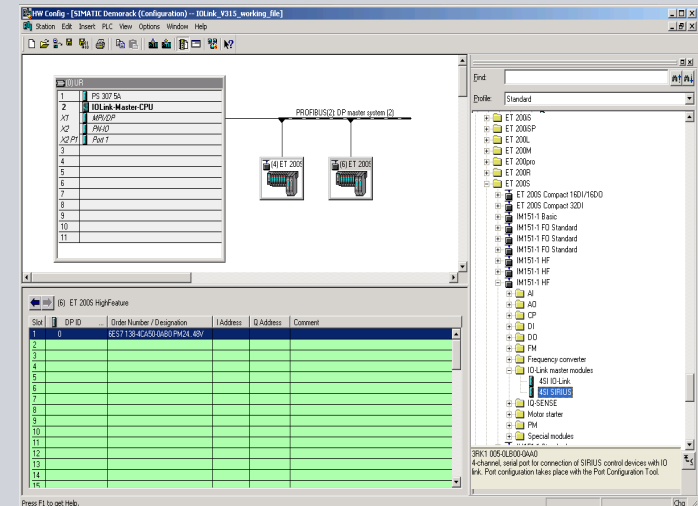 HW Config - [SIMATIC Demorack (Configuration) -- IOLink_V315_working_file]
Station Edit Insert PLC View Options Window Help
(0) UR
1 PS 307 5A
2 IOLink-Master-CPU
X1 MPI/DP
X2 PN-IO
X2 P1 Port 1
3
4
5
6
7
8
9
10
11
PROFIBUS(2): DP master system (2)
(4) ET 200S
(6) ET 200S
Find:
Profile: Standard
ET 200iS
ET 200iSP
ET 200L
ET 200M
ET 200pro
ET 200R
ET 200S
ET 200S Compact 16DI/16DO
ET 200S Compact 32DI
IM151-1 Basic
IM151-1 FO Standard
IM151-1 FO Standard
IM151-1 FO Standard
IM151-1 HF
IM151-1 HF
IM151-1 HF
AI
AO
CP
DI
DO
FM
Frequency converter
IO-Link master modules
4SI IO-Link
4SI SIRIUS
IQ-SENSE
Motor starter
PM
Special modules
(6) ET 200S HighFeature
Slot DP ID ... Order Number / Designation I Address Q Address Comment
1 0 6ES7 138-4CA50-0AB0 PM24..48V
2
3
4
5
6
7
8
9
10
11
12
13
14
15
3RK1 005-0LB00-0AA0
4-channel, serial port for connection of SIRIUS control devices with IO
link. Port configuration takes place with the Port Configuration Tool.
Press F1 to get Help.
Chg